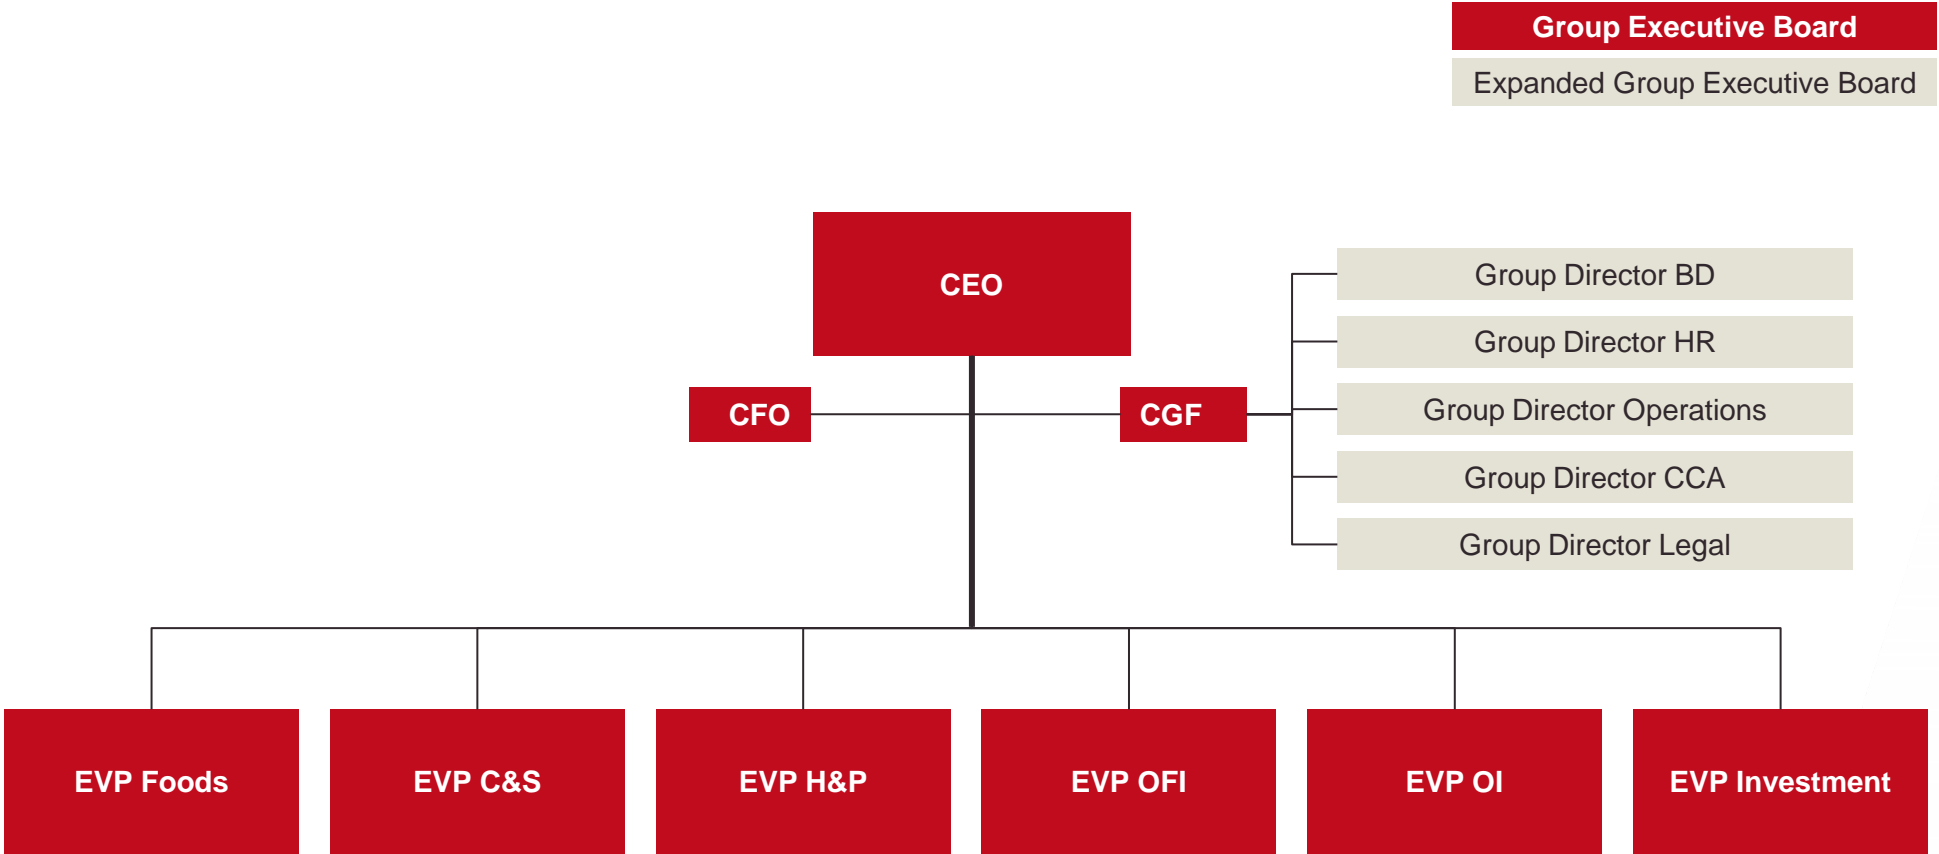 Group Executive Board
Expanded Group Executive Board
CEO
CFO
CGF
Group Director BD
Group Director HR
Group Director Operations
Group Director CCA
Group Director Legal
EVP Foods
EVP C&S
EVP H&P
EVP OFI
EVP OI
EVP Investment